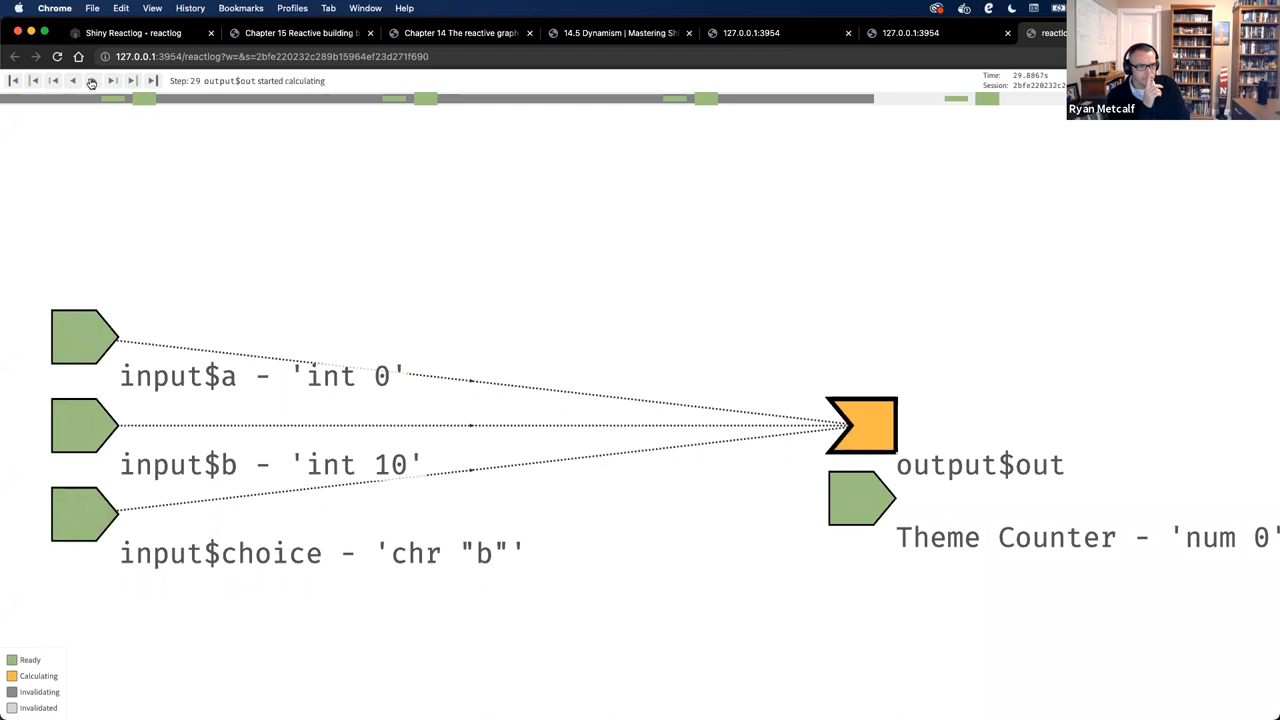 Chrome File Edit View History Bookmarks Profiles Tab Window Help
Shiny Reactlog • reactlog
Chapter 15 Reactive building b
Chapter 14 The reactive graph
14.5 Dynamism | Mastering Shi
127.0.0.1:3954
127.0.0.1:3954
reactlo
127.0.0.1:3954/reactlog?w=&s=2bfe220232c289b15964ef23d271f690
Step: 29 output$out started calculating
Time: 29.8867s
Session: 2bfe220232c2
Ryan Metcalf
input$a - 'int 0'
input$b - 'int 10'
output$out
Theme Counter - 'num 0'
input$choice - 'chr "b"'
Ready
Calculating
Invalidating
Invalidated